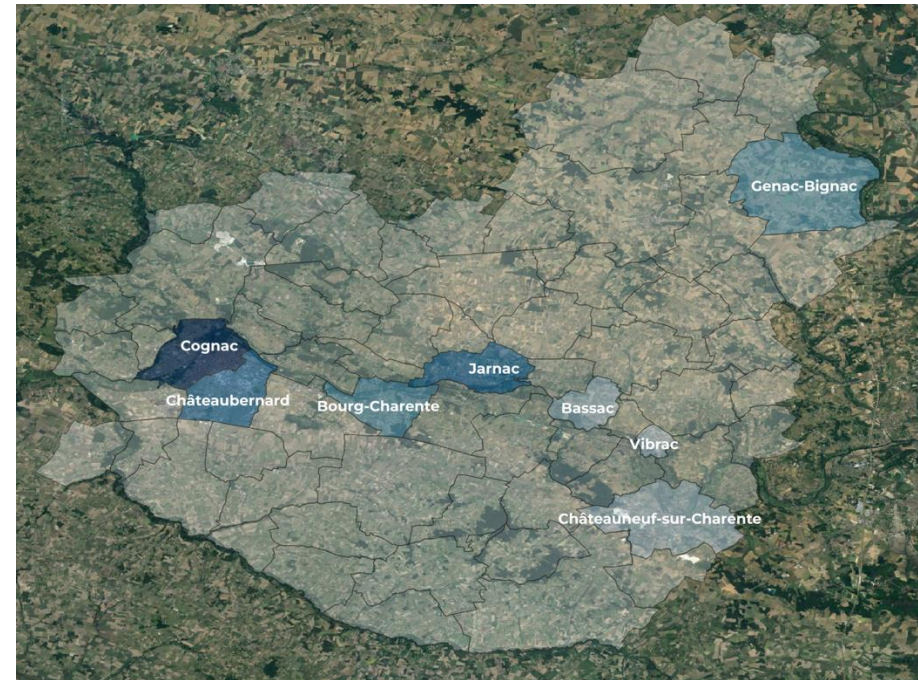 Genac-Bignac
Cognac
Jarnac
Châteaubernard
Bourg-Charente
Bassac
Vibrac
Châteauneuf-sur-Charente